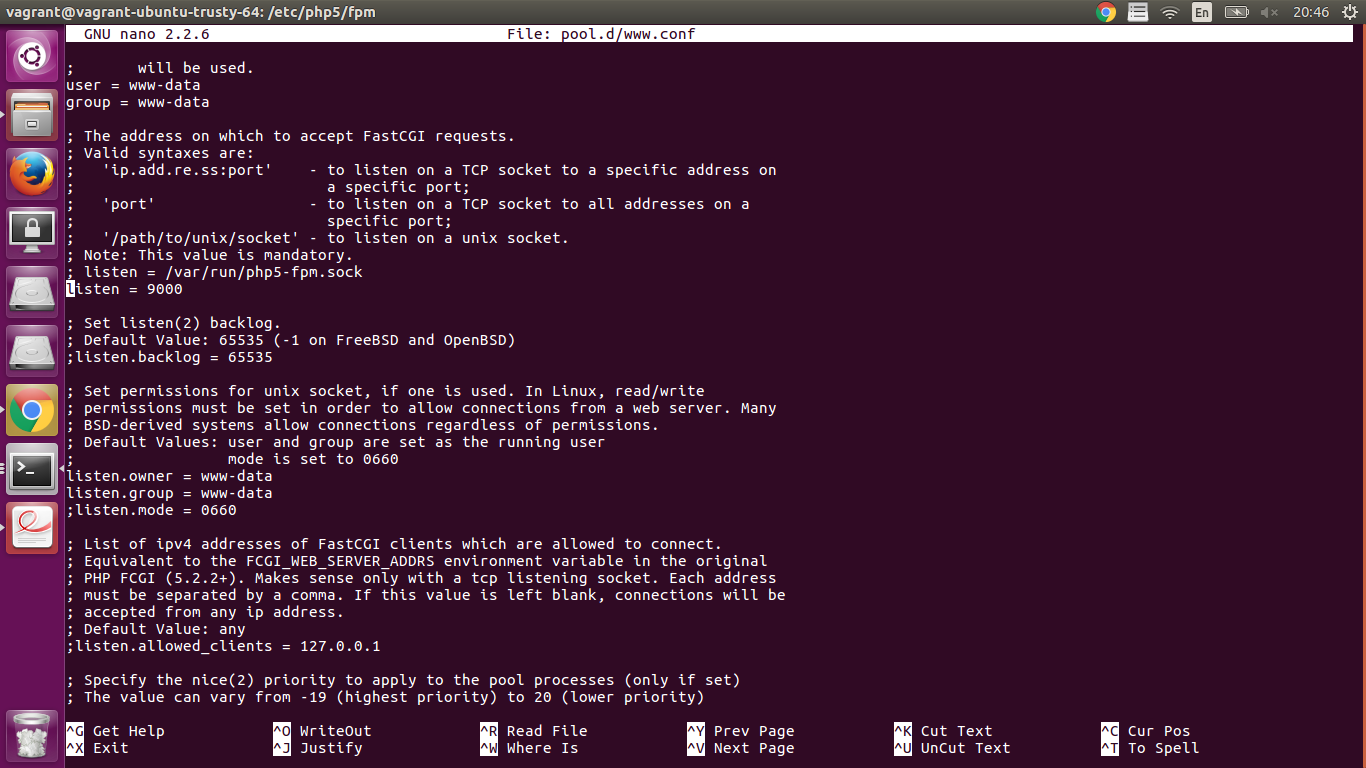 vagrant@vagrant-ubuntu-trusty-64: /etc/php5/fpm
En
20:46
GNU nano 2.2.6 File: pool.d/www.conf
;       will be used.
user = www-data
group = www-data
; The address on which to accept FastCGI requests.
; Valid syntaxes are:
;   'ip.add.re.ss:port'    - to listen on a TCP socket to a specific address on
;                            a specific port;
;   'port'                 - to listen on a TCP socket to all addresses on a
;                            specific port;
;   '/path/to/unix/socket' - to listen on a unix socket.
; Note: This value is mandatory.
; listen = /var/run/php5-fpm.sock
listen = 9000
; Set listen(2) backlog.
; Default Value: 65535 (-1 on FreeBSD and OpenBSD)
;listen.backlog = 65535
; Set permissions for unix socket, if one is used. In Linux, read/write
; permissions must be set in order to allow connections from a web server. Many
; BSD-derived systems allow connections regardless of permissions.
; Default Values: user and group are set as the running user
;                 mode is set to 0660
listen.owner = www-data
listen.group = www-data
;listen.mode = 0660
; List of ipv4 addresses of FastCGI clients which are allowed to connect.
; Equivalent to the FCGI_WEB_SERVER_ADDRS environment variable in the original
; PHP FCGI (5.2.2+). Makes sense only with a tcp listening socket. Each address
; must be separated by a comma. If this value is left blank, connections will be
; accepted from any ip address.
; Default Value: any
;listen.allowed_clients = 127.0.0.1
; Specify the nice(2) priority to apply to the pool processes (only if set)
; The value can vary from -19 (highest priority) to 20 (lower priority)
^G Get Help ^O WriteOut ^R Read File ^Y Prev Page ^K Cut Text ^C Cur Pos
^X Exit ^J Justify ^W Where Is ^V Next Page ^U UnCut Text ^T To Spell